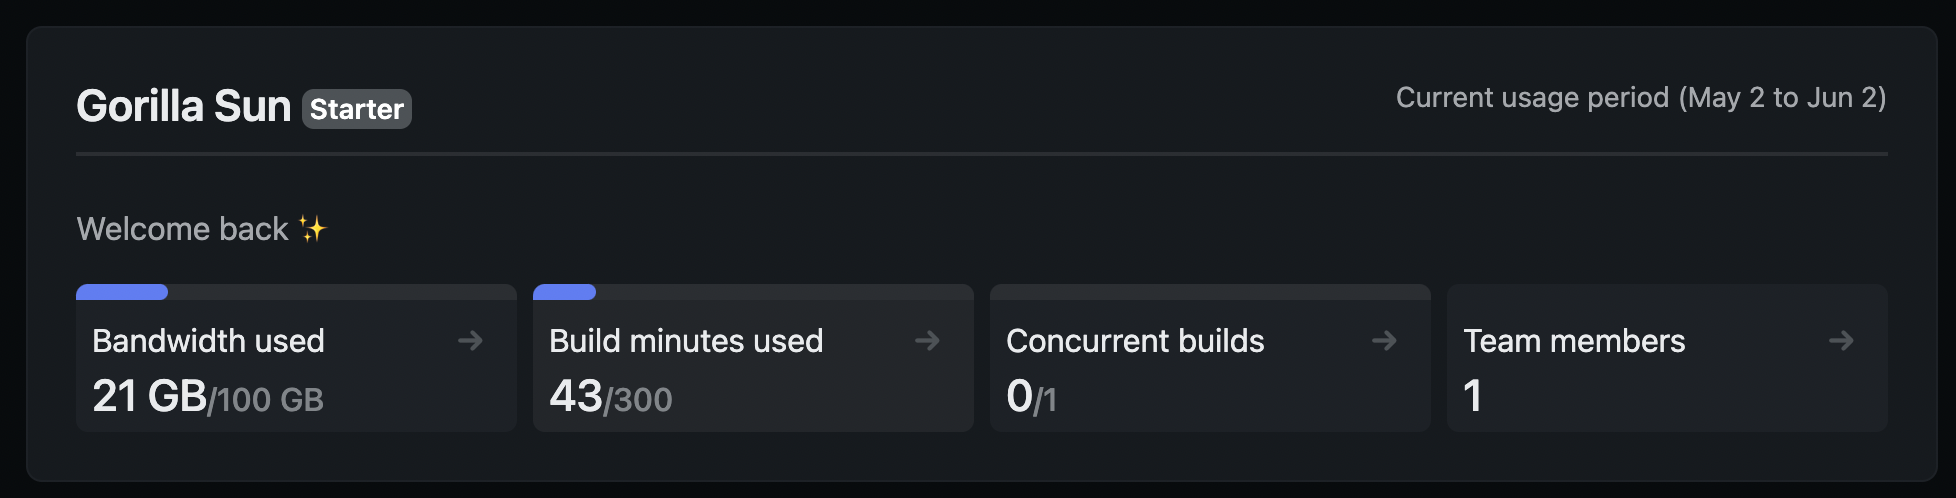 Gorilla Sun Starter
Current usage period (May 2 to Jun 2)
Welcome back ✨
Bandwidth used →
21 GB/100 GB
Build minutes used →
43/300
Concurrent builds →
0/1
Team members →
1